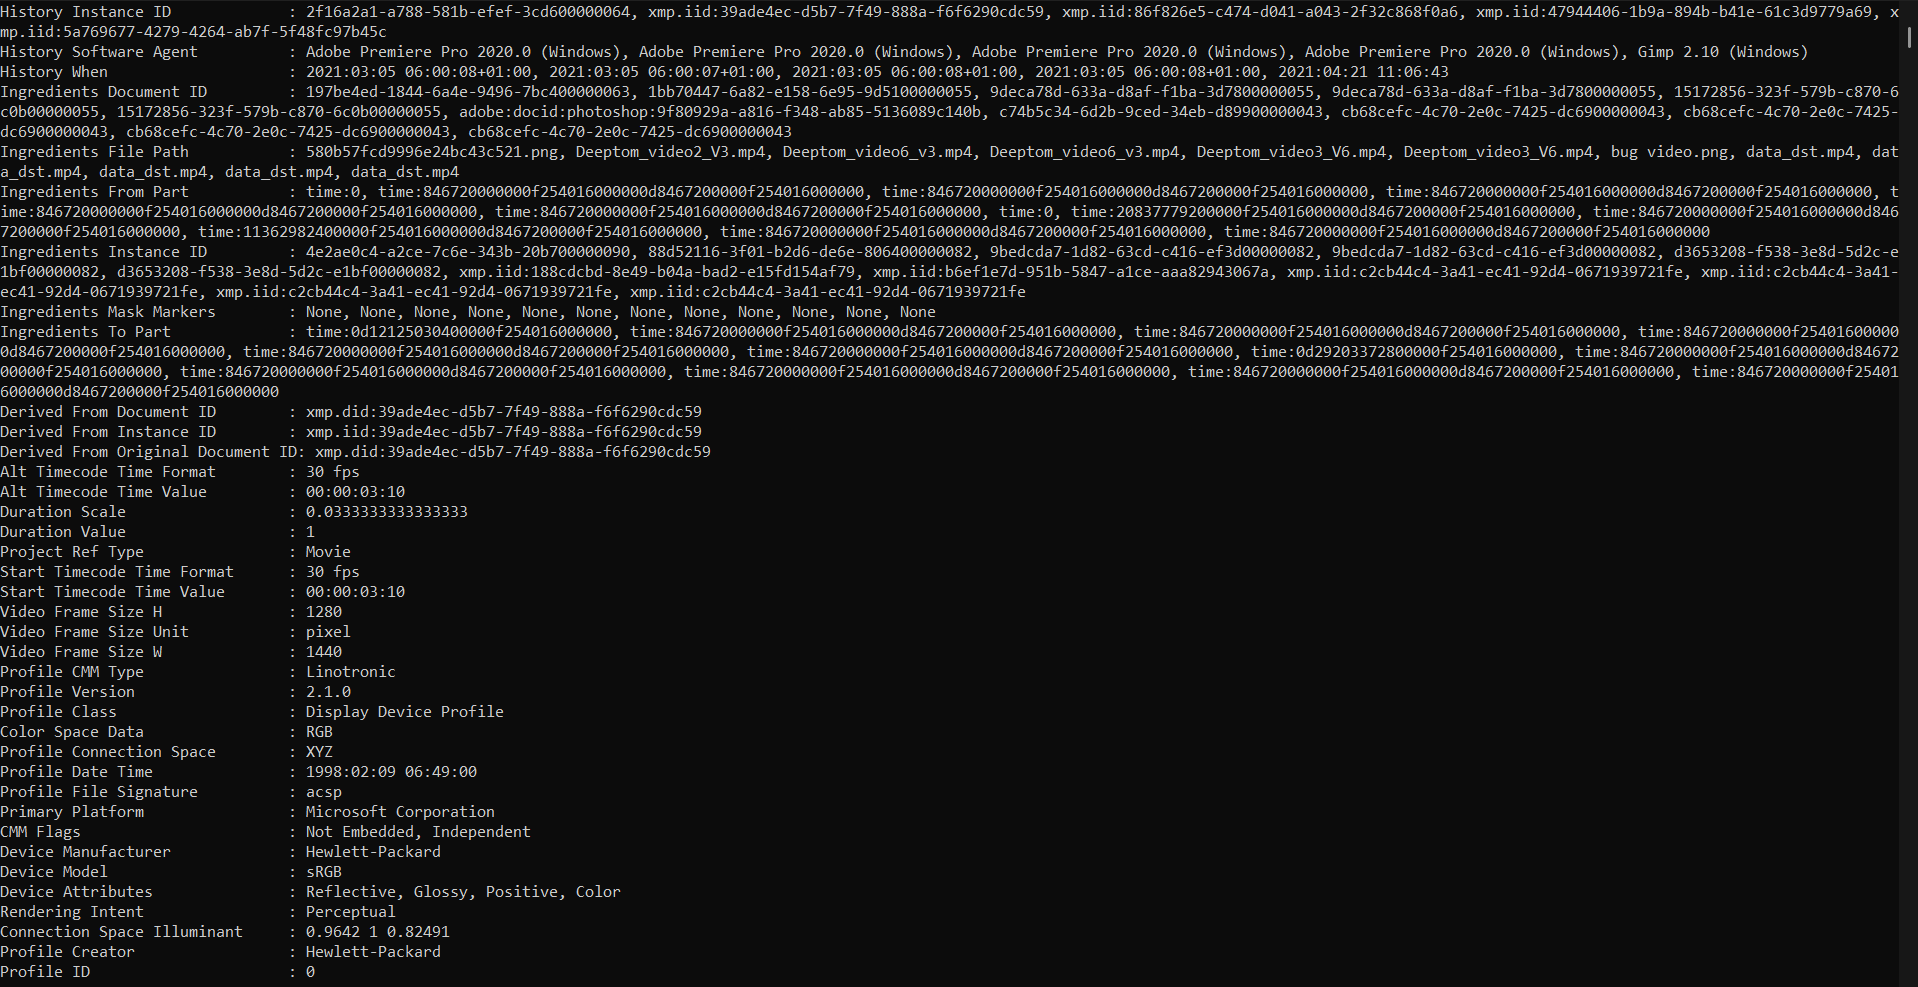 History Instance ID             : 2f16a2a1-a788-581b-efef-3cd600000064, xmp.iid:39ade4ec-d5b7-7f49-888a-f6f6290cdc59, xmp.iid:86f826e5-c474-d041-a043-2f32c868f0a6, xmp.iid:47944406-1b9a-894b-b41e-61c3d9779a69, x
mp.iid:5a769677-4279-4264-ab7f-5f48fc97b45c
History Software Agent          : Adobe Premiere Pro 2020.0 (Windows), Adobe Premiere Pro 2020.0 (Windows), Adobe Premiere Pro 2020.0 (Windows), Adobe Premiere Pro 2020.0 (Windows), Gimp 2.10 (Windows)
History When                    : 2021:03:05 06:00:08+01:00, 2021:03:05 06:00:07+01:00, 2021:03:05 06:00:08+01:00, 2021:03:05 06:00:08+01:00, 2021:04:21 11:06:43
Ingredients Document ID         : 197be4ed-1844-6a4e-9496-7bc400000063, 1bb70447-6a82-e158-6e95-9d5100000055, 9deca78d-633a-d8af-f1ba-3d7800000055, 9deca78d-633a-d8af-f1ba-3d7800000055, 15172856-323f-579b-c870-6
c0b00000055, 15172856-323f-579b-c870-6c0b00000055, adobe:docid:photoshop:9f80929a-a816-f348-ab85-5136089c140b, c74b5c34-6d2b-9ced-34eb-d89900000043, cb68cefc-4c70-2e0c-7425-dc6900000043, cb68cefc-4c70-2e0c-7425-
dc6900000043, cb68cefc-4c70-2e0c-7425-dc6900000043, cb68cefc-4c70-2e0c-7425-dc6900000043
Ingredients File Path           : 580b57fcd9996e24bc43c521.png, Deeptom_video2_V3.mp4, Deeptom_video6_v3.mp4, Deeptom_video6_v3.mp4, Deeptom_video3_V6.mp4, Deeptom_video3_V6.mp4, bug video.png, data_dst.mp4, dat
a_dst.mp4, data_dst.mp4, data_dst.mp4, data_dst.mp4
Ingredients From Part           : time:0, time:846720000000f254016000000d8467200000f254016000000, time:846720000000f254016000000d8467200000f254016000000, time:846720000000f254016000000d8467200000f254016000000, t
ime:846720000000f254016000000d8467200000f254016000000, time:846720000000f254016000000d8467200000f254016000000, time:0, time:20837779200000f254016000000d8467200000f254016000000, time:846720000000f254016000000d846
7200000f254016000000, time:11362982400000f254016000000d8467200000f254016000000, time:846720000000f254016000000d8467200000f254016000000, time:846720000000f254016000000d8467200000f254016000000
Ingredients Instance ID         : 4e2ae0c4-a2ce-7c6e-343b-20b700000090, 88d52116-3f01-b2d6-de6e-806400000082, 9bedcda7-1d82-63cd-c416-ef3d00000082, 9bedcda7-1d82-63cd-c416-ef3d00000082, d3653208-f538-3e8d-5d2c-e
1bf00000082, d3653208-f538-3e8d-5d2c-e1bf00000082, xmp.iid:188cdcbd-8e49-b04a-bad2-e15fd154af79, xmp.iid:b6ef1e7d-951b-5847-a1ce-aaa82943067a, xmp.iid:c2cb44c4-3a41-ec41-92d4-0671939721fe, xmp.iid:c2cb44c4-3a41-
ec41-92d4-0671939721fe, xmp.iid:c2cb44c4-3a41-ec41-92d4-0671939721fe, xmp.iid:c2cb44c4-3a41-ec41-92d4-0671939721fe
Ingredients Mask Markers        : None, None, None, None, None, None, None, None, None, None, None, None
Ingredients To Part             : time:0d12125030400000f254016000000, time:846720000000f254016000000d8467200000f254016000000, time:846720000000f254016000000d8467200000f254016000000, time:846720000000f25401600000
0d8467200000f254016000000, time:846720000000f254016000000d8467200000f254016000000, time:846720000000f254016000000d8467200000f254016000000, time:0d29203372800000f254016000000, time:846720000000f254016000000d84672
00000f254016000000, time:846720000000f254016000000d8467200000f254016000000, time:846720000000f254016000000d8467200000f254016000000, time:846720000000f254016000000d8467200000f254016000000, time:846720000000f25401
6000000d8467200000f254016000000
Derived From Document ID        : xmp.did:39ade4ec-d5b7-7f49-888a-f6f6290cdc59
Derived From Instance ID        : xmp.iid:39ade4ec-d5b7-7f49-888a-f6f6290cdc59
Derived From Original Document ID: xmp.did:39ade4ec-d5b7-7f49-888a-f6f6290cdc59
Alt Timecode Time Format        : 30 fps
Alt Timecode Time Value         : 00:00:03:10
Duration Scale                  : 0.0333333333333333
Duration Value                  : 1
Project Ref Type                : Movie
Start Timecode Time Format      : 30 fps
Start Timecode Time Value       : 00:00:03:10
Video Frame Size H              : 1280
Video Frame Size Unit           : pixel
Video Frame Size W              : 1440
Profile CMM Type                : Linotronic
Profile Version                 : 2.1.0
Profile Class                   : Display Device Profile
Color Space Data                : RGB
Profile Connection Space        : XYZ
Profile Date Time               : 1998:02:09 06:49:00
Profile File Signature          : acsp
Primary Platform                : Microsoft Corporation
CMM Flags                       : Not Embedded, Independent
Device Manufacturer             : Hewlett-Packard
Device Model                    : sRGB
Device Attributes               : Reflective, Glossy, Positive, Color
Rendering Intent                : Perceptual
Connection Space Illuminant     : 0.9642 1 0.82491
Profile Creator                 : Hewlett-Packard
Profile ID                      : 0